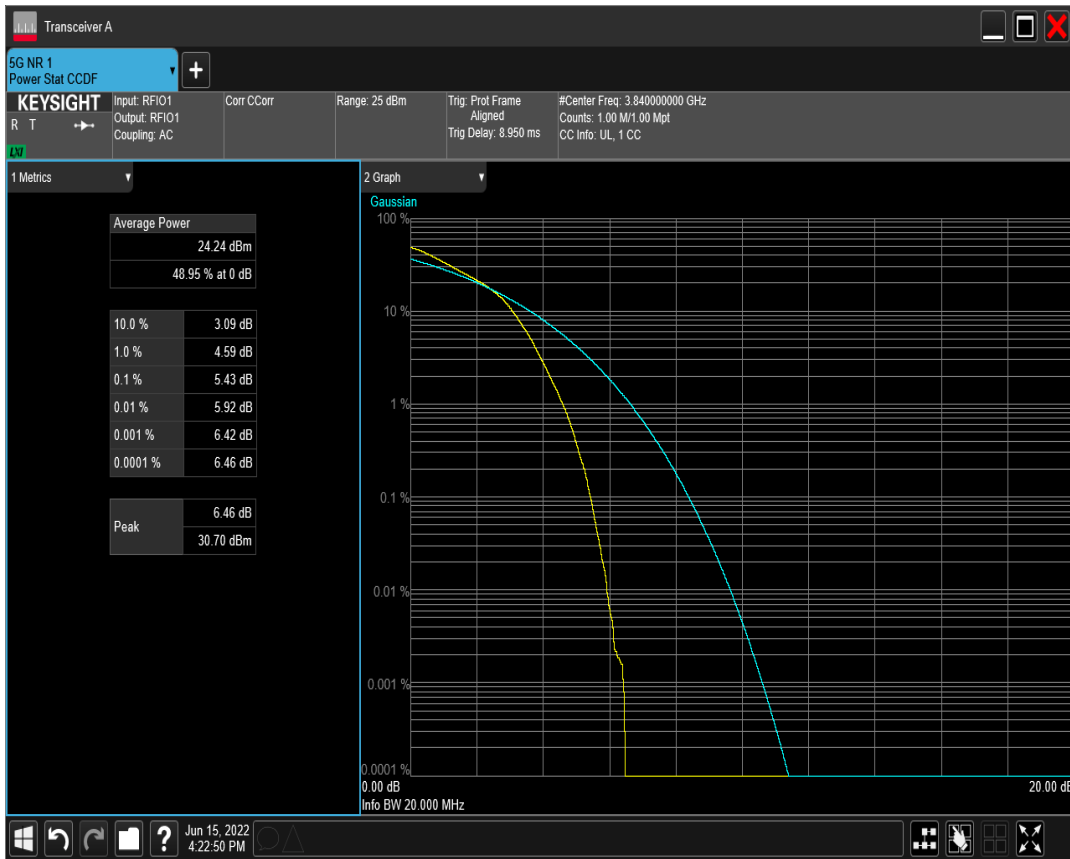 Transceiver A
5G NR 1
Power Stat CCDF
KEYSIGHT
R T
LXI
Input: RFIO1
Output: RFIO1
Coupling: AC
Corr CCorr
Range: 25 dBm
Trig: Prot Frame
Aligned
Trig Delay: 8.950 ms
#Center Freq: 3.840000000 GHz
Counts: 1.00 M/1.00 Mpt
CC Info: UL, 1 CC
1 Metrics
Average Power
24.24 dBm
48.95 % at 0 dB
10.0 % 3.09 dB
1.0 % 4.59 dB
0.1 % 5.43 dB
0.01 % 5.92 dB
0.001 % 6.42 dB
0.0001 % 6.46 dB
Peak 6.46 dB
30.70 dBm
2 Graph
Gaussian
100 %
10 %
1 %
0.1 %
0.01 %
0.001 %
0.0001 %
0.00 dB 20.00 dB
Info BW 20.000 MHz
? Jun 15, 2022
4:22:50 PM